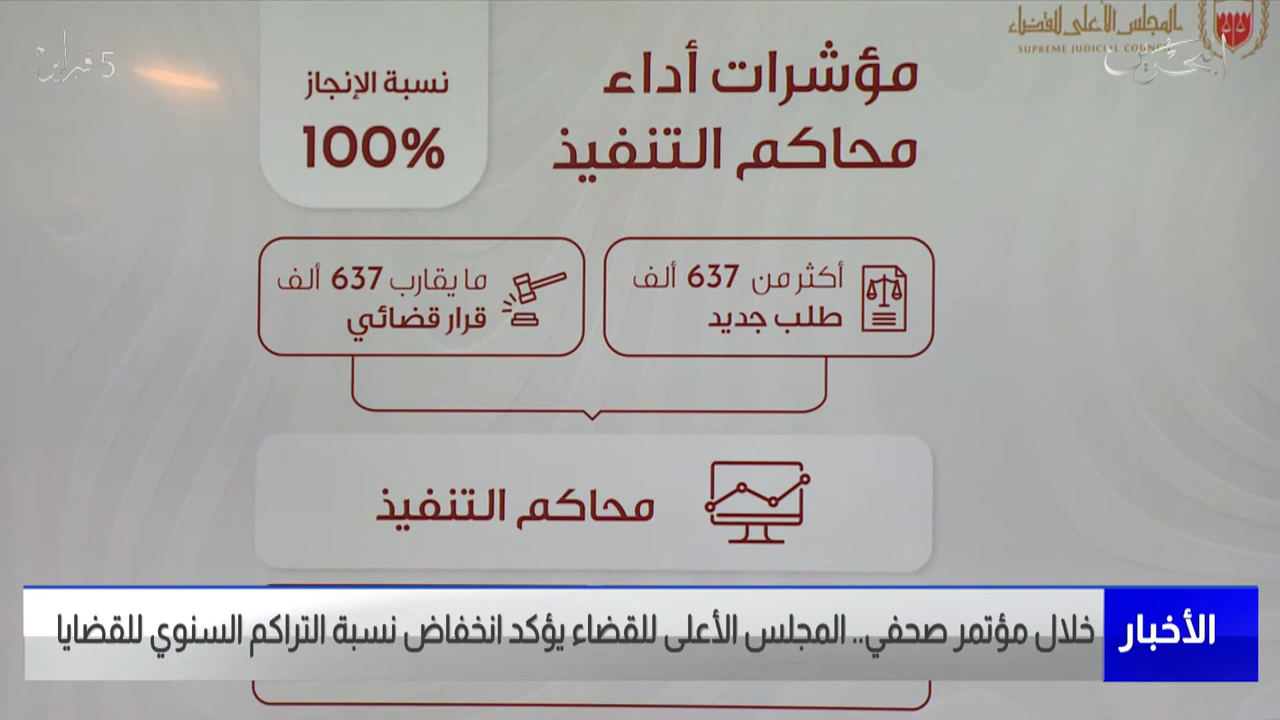 المجلس الأعلى للقضاء
SUPREME JUDICIAL COUNCIL
البحرين
5 فبراير
مؤشرات أداء
محاكم التنفيذ
نسبة الإنجاز
100%
أكثر من 637 ألف
طلب جديد
ما يقارب 637 ألف
قرار قضائي
محاكم التنفيذ
الأخبار
خلال مؤتمر صحفي.. المجلس الأعلى للقضاء يؤكد انخفاض نسبة التراكم السنوي للقضايا